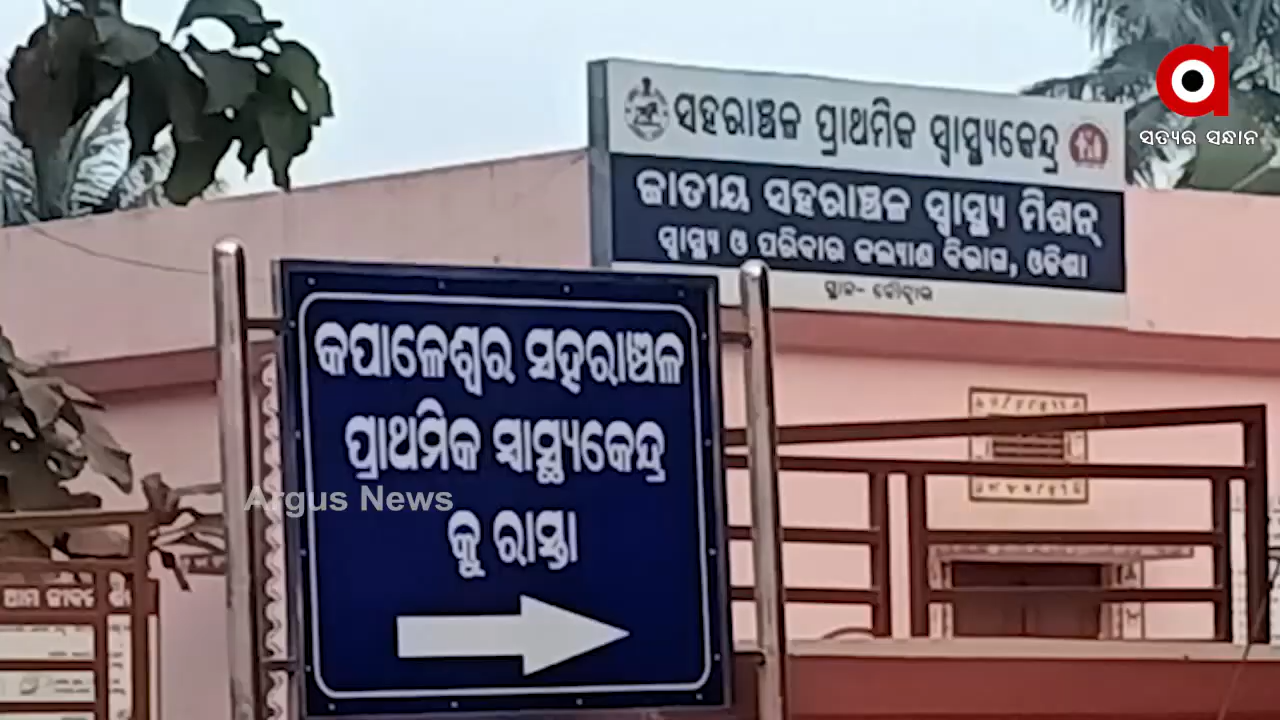 ସହରାଞ୍ଚଳ ପ୍ରାଥମିକ ସ୍ୱାସ୍ଥ୍ୟକେନ୍ଦ୍ର
ଜାତୀୟ ସହରାଞ୍ଚଳ ସ୍ୱାସ୍ଥ୍ୟ ମିଶନ୍
ସ୍ୱାସ୍ଥ୍ୟ ଓ ପରିବାର କଲ୍ୟାଣ ବିଭାଗ, ଓଡିଶା
ସ୍ଥାନ-
ସତ୍ୟର ସନ୍ଧାନ
କପାଳେଶ୍ୱର ସହରାଞ୍ଚଳ
ପ୍ରାଥମିକ ସ୍ୱାସ୍ଥ୍ୟକେନ୍ଦ୍ର
କୁ ରାସ୍ତା
Argus News
ଆମ